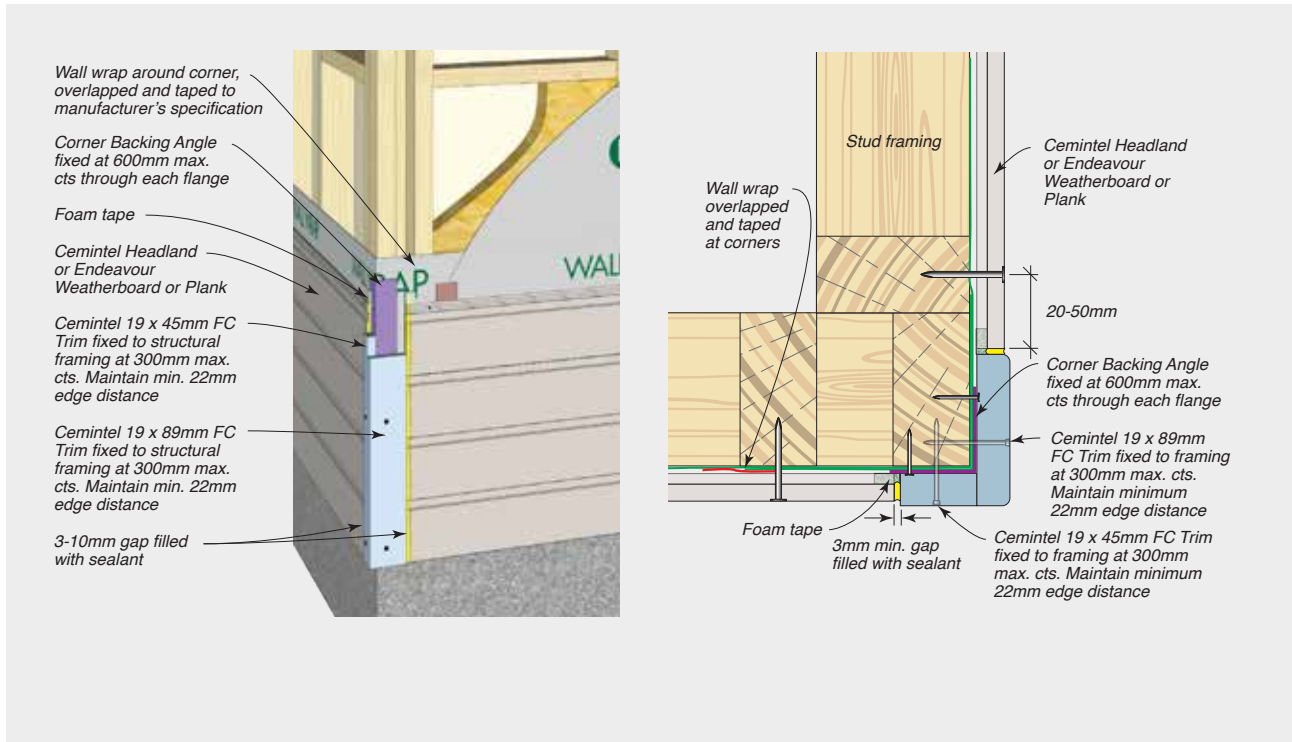 Wall wrap around corner,
overlapped and taped to
manufacturer's specification
Corner Backing Angle
fixed at 600mm max.
cts through each flange
Foam tape
Cemintel Headland
or Endeavour
Weatherboard or Plank
Cemintel 19 x 45mm FC
Trim fixed to structural
framing at 300mm max.
cts. Maintain min. 22mm
edge distance
Cemintel 19 x 89mm FC
Trim fixed to structural
framing at 300mm max.
cts. Maintain min. 22mm
edge distance
3-10mm gap filled
with sealant
WAL
Stud framing
Wall wrap
overlapped
and taped
at corners
Cemintel Headland
or Endeavour
Weatherboard or
Plank
20-50mm
Corner Backing Angle
fixed at 600mm max.
cts through each flange
Cemintel 19 x 89mm
FC Trim fixed to framing
at 300mm max. cts.
Maintain minimum
22mm edge distance
Foam tape
3mm min. gap
filled with sealant
Cemintel 19 x 45mm FC Trim
fixed to framing at 300mm
max. cts. Maintain minimum
22mm edge distance